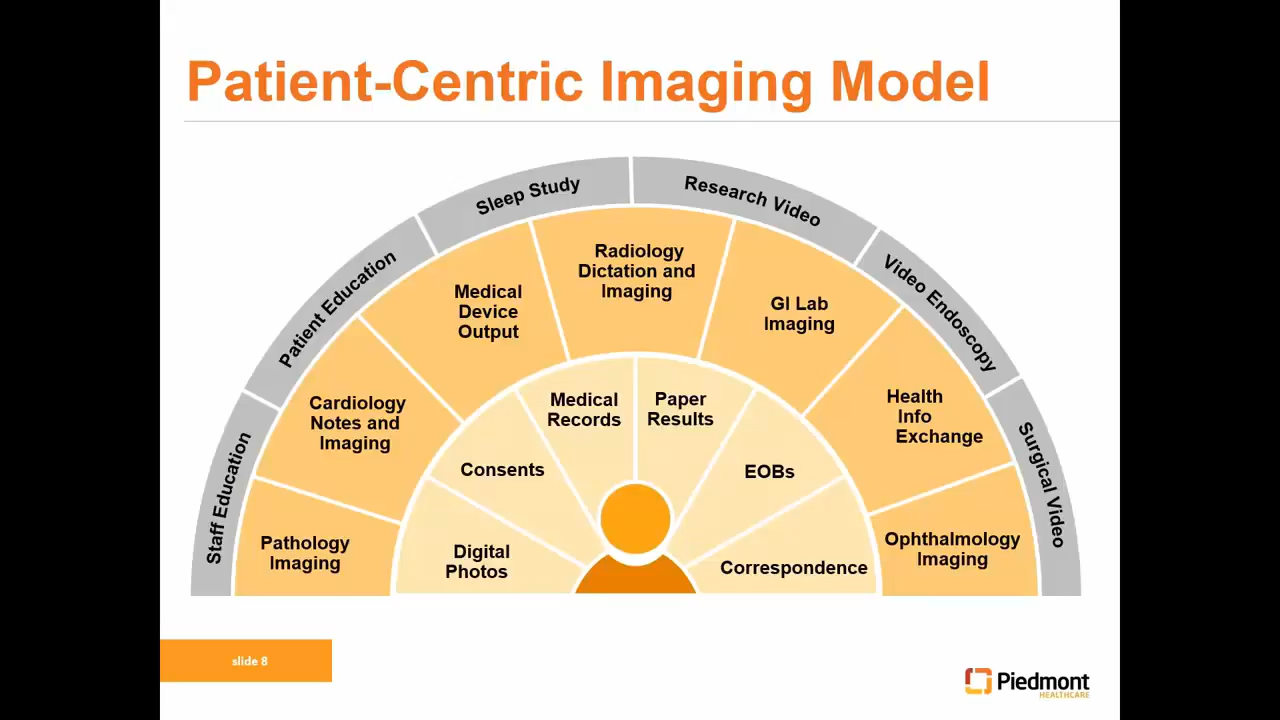 Patient-Centric Imaging Model
Staff Education
Patient Education
Sleep Study
Research Video
Video Endoscopy
Surgical Video
Pathology
Imaging
Cardiology
Notes and
Imaging
Medical
Device
Output
Radiology
Dictation and
Imaging
GI Lab
Imaging
Health
Info
Exchange
Ophthalmology
Imaging
Digital
Photos
Consents
Medical
Records
Paper
Results
EOBs
Correspondence
slide 8
Piedmont
HEALTHCARE